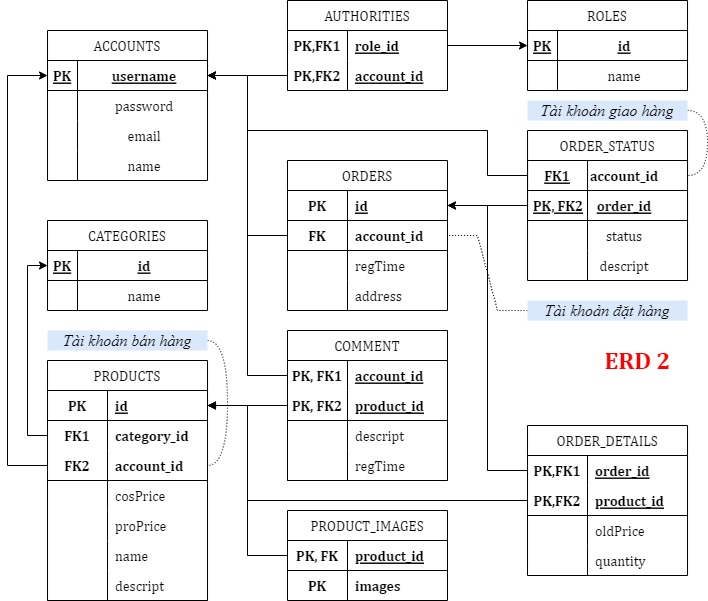 AUTHORITIES
PK,FK1 role_id
PK,FK2 account_id
ROLES
PK id
name
ACCOUNTS
PK username
password
email
name
Tài khoản giao hàng
ORDER_STATUS
FK1 account_id
PK, FK2 order_id
status
descript
ORDERS
PK id
FK account_id
regTime
address
CATEGORIES
PK id
name
Tài khoản đặt hàng
Tài khoản bán hàng
ERD 2
PRODUCTS
PK id
FK1 category_id
FK2 account_id
cosPrice
proPrice
name
descript
COMMENT
PK, FK1 account_id
PK, FK2 product_id
descript
regTime
ORDER_DETAILS
PK,FK1 order_id
PK,FK2 product_id
oldPrice
quantity
PRODUCT_IMAGES
PK, FK product_id
PK images